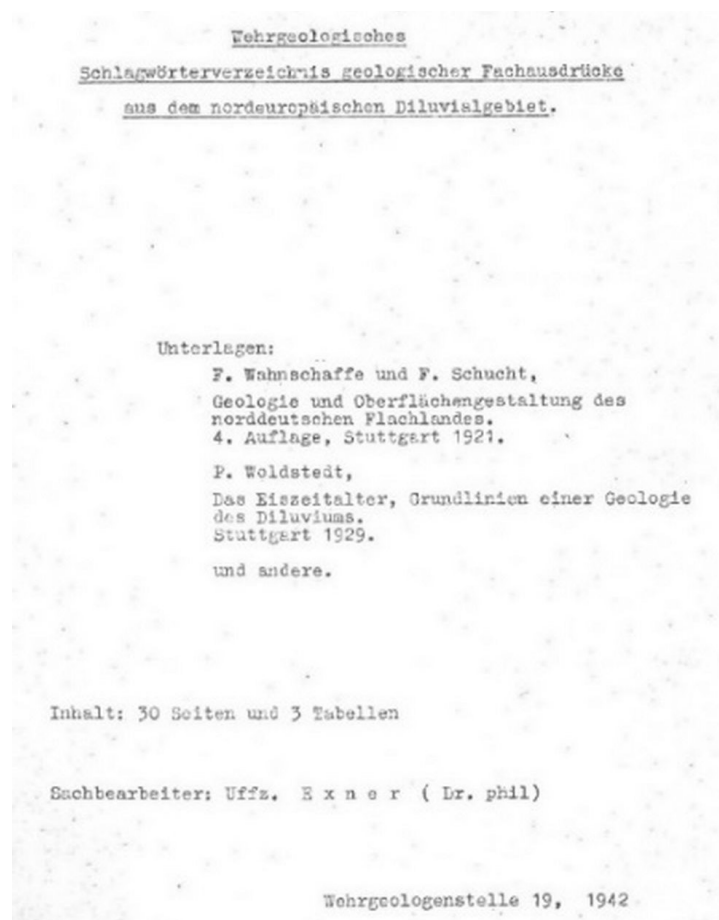 Wehrgeologisches
Schlagwörterverzeichnis geologischer Fachausdrücke
aus dem nordeuropäischen Diluvialgebiet.
Unterlagen:
F. Wahnschaffe und F. Schucht,
Geologie und Oberflächengestaltung des
norddeutschen Flachlandes.
4. Auflage, Stuttgart 1921.
P. Woldstedt,
Das Eiszeitalter, Grundlinien einer Geologie
des Diluviums.
Stuttgart 1929.
und andere.
Inhalt: 30 Seiten und 3 Tabellen
Sachbearbeiter: Uffz. E x n e r ( Dr. phil)
Wehrgeologenstelle 19, 1942